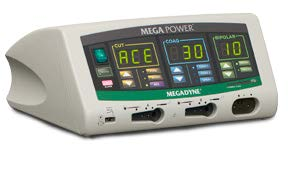 MEGA POWER
CUT COAG BIPOLAR
ACE 30 10
MEGADYNE